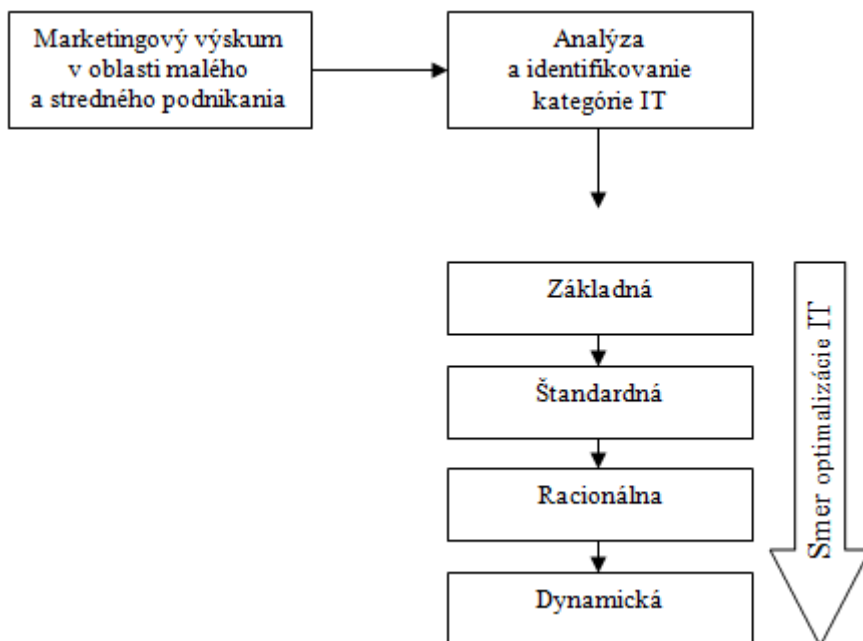 Marketingový výskum
v oblasti malého
a stredného podnikania
Analýza
a identifikovanie
kategórie IT
Základná
Štandardná
Racionálna
Dynamická
Smer optimalizácie IT